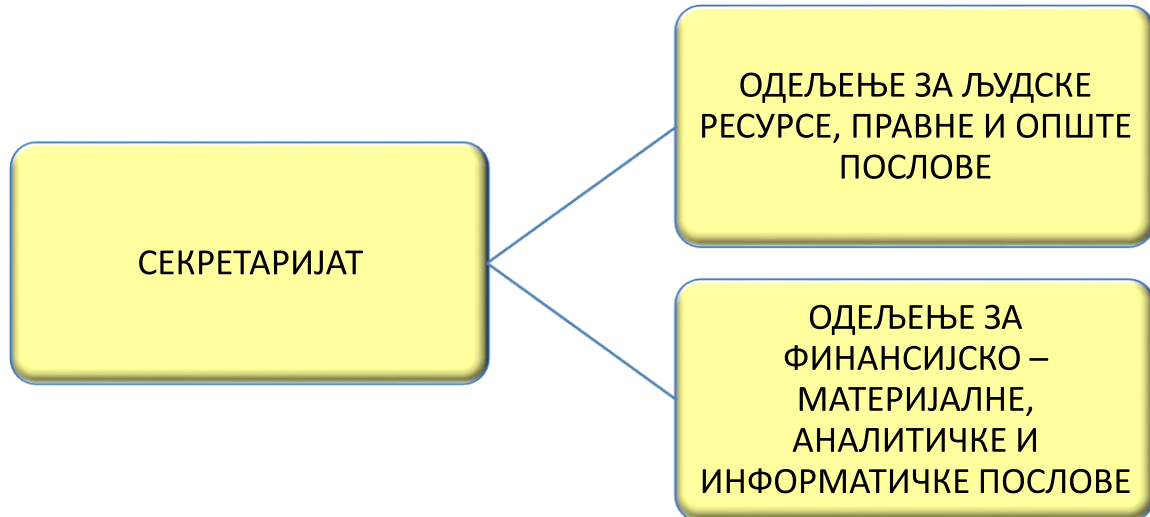 СЕКРЕТАРИЈАТ
ОДЕЉЕЊЕ ЗА ЉУДСКЕ
РЕСУРСЕ, ПРАВНЕ И ОПШТЕ
ПОСЛОВЕ
ОДЕЉЕЊЕ ЗА
ФИНАНСИЈСКО –
МАТЕРИЈАЛНЕ,
АНАЛИТИЧКЕ И
ИНФОРМАТИЧКЕ ПОСЛОВЕ